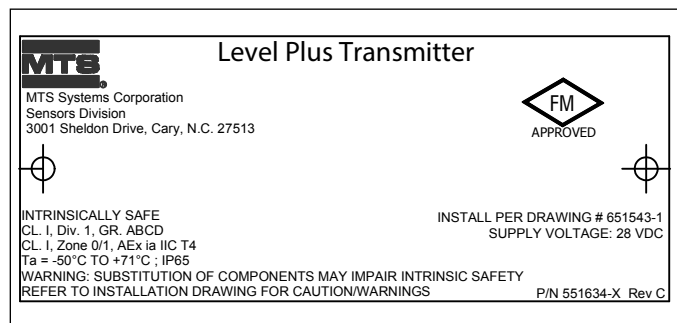 Level Plus Transmitter
MTS®
MTS Systems Corporation
Sensors Division
3001 Sheldon Drive, Cary, N.C. 27513
FM
APPROVED
INTRINSICALLY SAFE
CL. I, Div. 1, GR. ABCD
CL. I, Zone 0/1, AEx ia IIC T4
Ta = -50°C TO +71°C ; IP65
INSTALL PER DRAWING # 651543-1
SUPPLY VOLTAGE: 28 VDC
WARNING: SUBSTITUTION OF COMPONENTS MAY IMPAIR INTRINSIC SAFETY
REFER TO INSTALLATION DRAWING FOR CAUTION/WARNINGS
P/N 551634-X Rev C